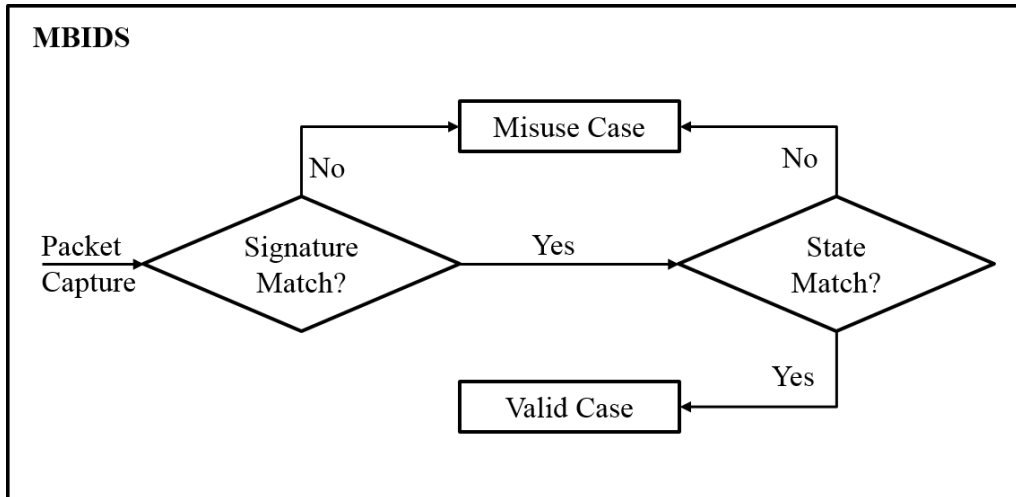 MBIDS
Misuse Case
No
No
Packet
Capture
Signature
Match?
Yes
State
Match?
Yes
Valid Case